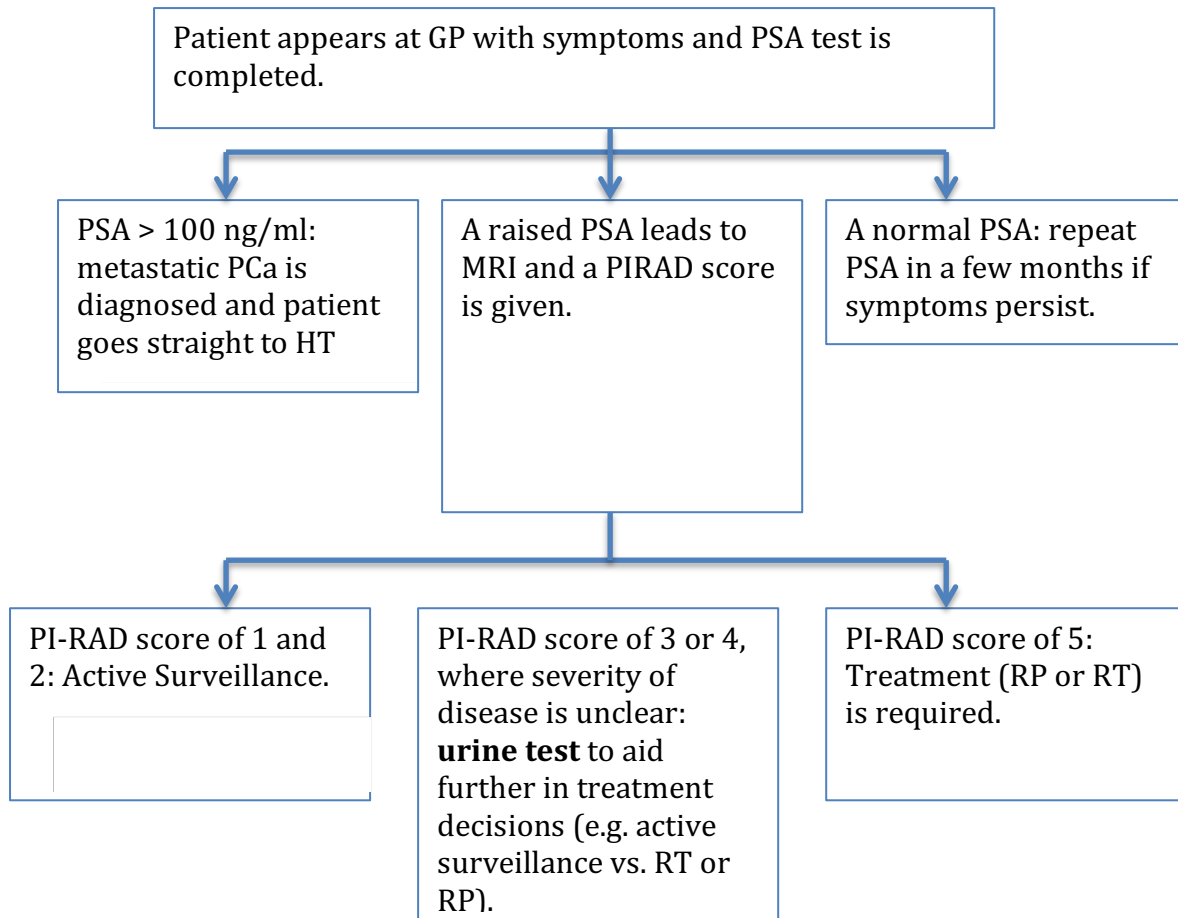 Patient appears at GP with symptoms and PSA test is
completed.
PSA > 100 ng/ml:
metastatic PCa is
diagnosed and patient
goes straight to HT
A raised PSA leads to
MRI and a PIRAD score
is given.
A normal PSA: repeat
PSA in a few months if
symptoms persist.
PI-RAD score of 1 and
2: Active Surveillance.
PI-RAD score of 3 or 4,
where severity of
disease is unclear:
urine test to aid
further in treatment
decisions (e.g. active
surveillance vs. RT or
RP).
PI-RAD score of 5:
Treatment (RP or RT)
is required.